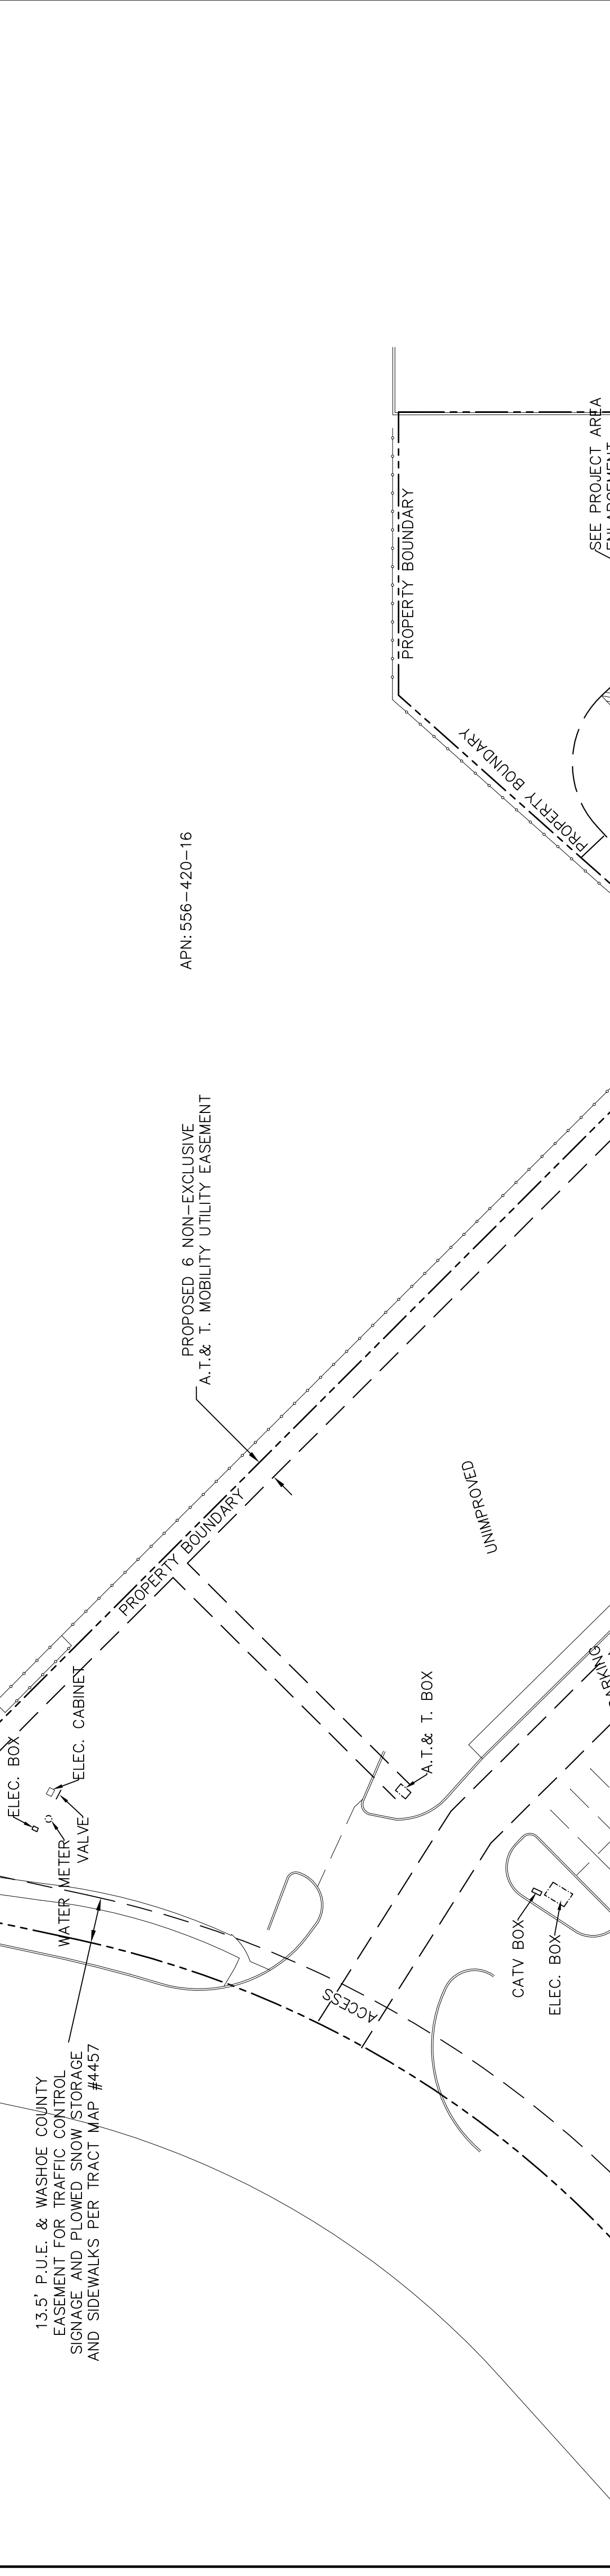 SEE PROJECT AREA
ENLARGEMENT
PROPERTY BOUNDARY
PROPERTY BOUNDARY
APN: 556-420-16
PROPOSED 6 NON-EXCLUSIVE
A.T.& T. MOBILITY UTILITY EASEMENT
UNIMPROVED
PROPERTY BOUNDARY
PARKING
ELEC. BOX
ELEC. CABINET
A.T.& T. BOX
WATER METER
VALVE
CATV BOX
ELEC. BOX
ACCESS
13.5' P.U.E. & WASHOE COUNTY
EASEMENT FOR TRAFFIC CONTROL
SIGNAGE AND PLOWED SNOW STORAGE
AND SIDEWALKS PER TRACT MAP #4457